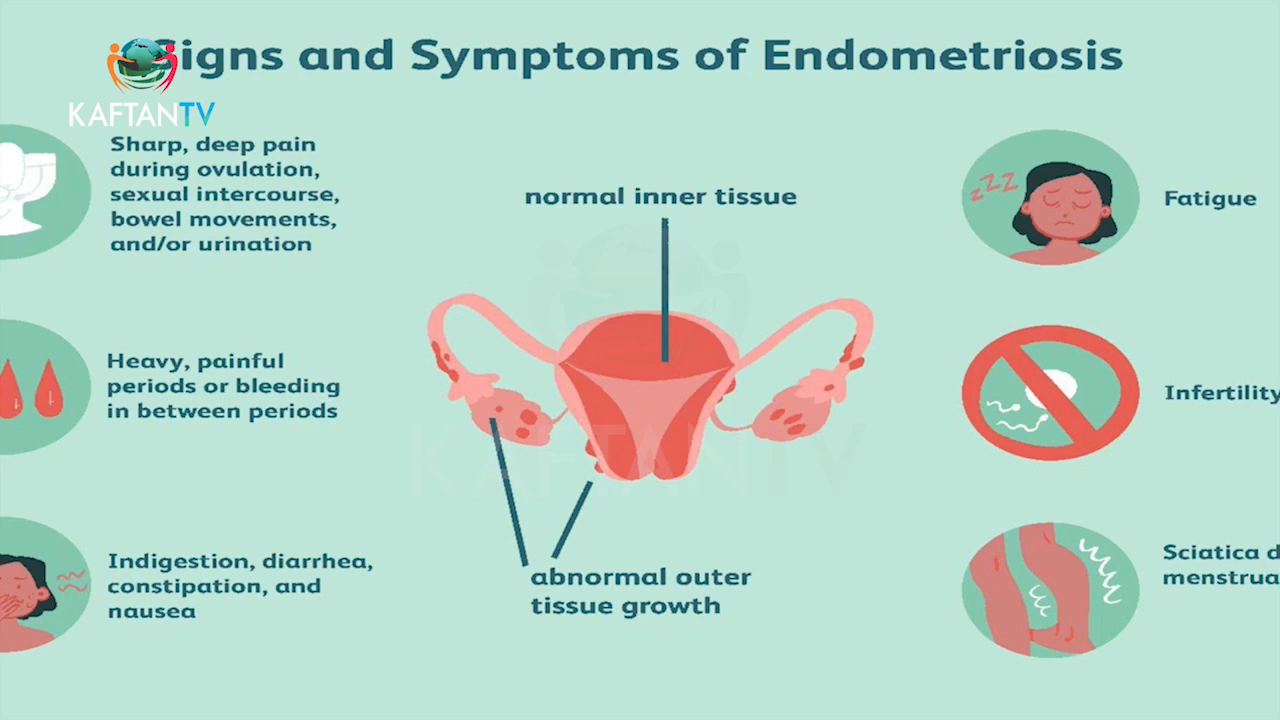 Signs and Symptoms of Endometriosis
KAFTANTV
Sharp, deep pain
during ovulation,
sexual intercourse,
bowel movements,
and/or urination
Heavy, painful
periods or bleeding
in between periods
Indigestion, diarrhea,
constipation, and
nausea
normal inner tissue
KAFTANTV
abnormal outer
tissue growth
Fatigue
Infertility
Sciatica d
menstrua